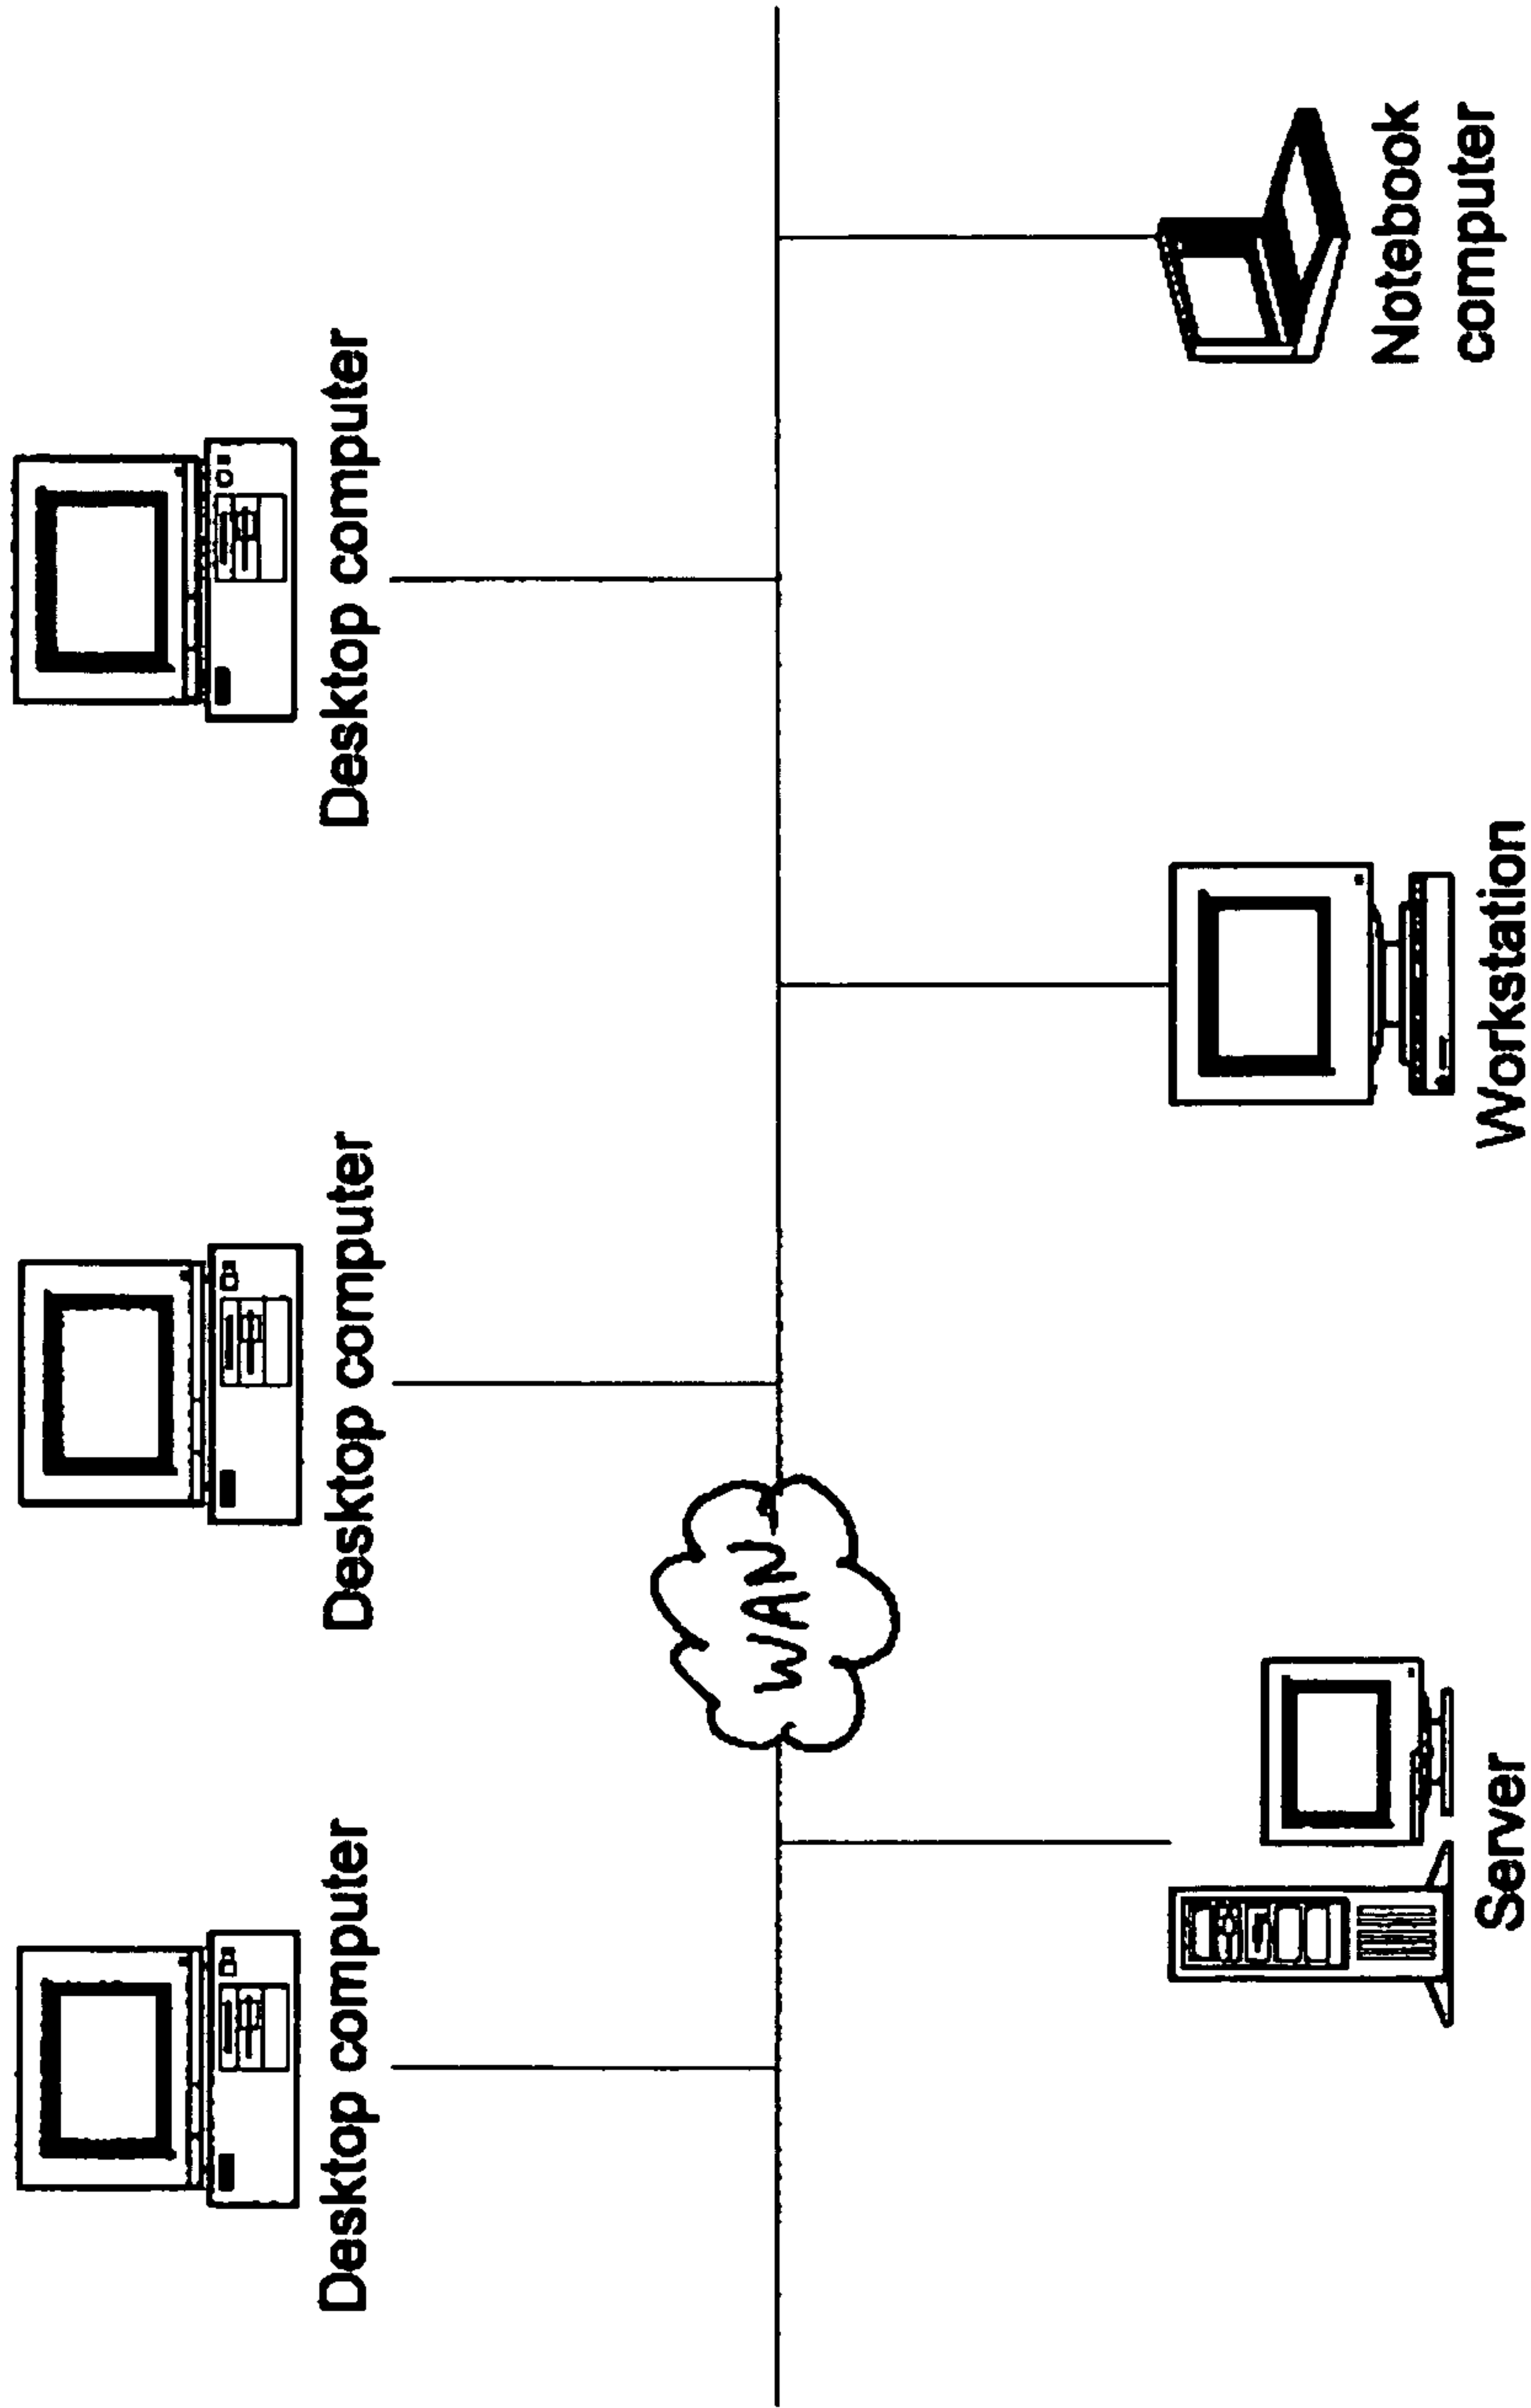 Desktop computer
Desktop computer
Desktop computer
WAN
Server
Workstation
Notebook
computer